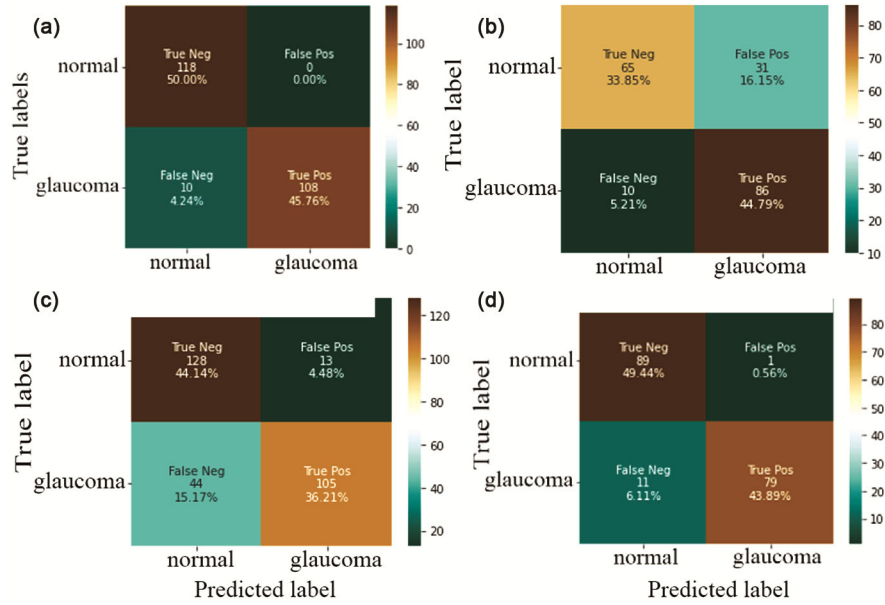 (a)
True labels
normal
glaucoma
True Neg
118
50.00%
False Pos
0
0.00%
False Neg
10
4.24%
True Pos
108
45.76%
normal
glaucoma
100
80
60
40
20
0
(b)
True label
normal
glaucoma
True Neg
65
33.85%
False Pos
31
16.15%
False Neg
10
5.21%
True Pos
86
44.79%
normal
glaucoma
80
70
60
50
40
30
20
10
(c)
True label
normal
glaucoma
True Neg
128
44.14%
False Pos
13
4.48%
False Neg
44
15.17%
True Pos
105
36.21%
normal
glaucoma
Predicted label
120
100
80
60
40
20
(d)
True label
normal
glaucoma
True Neg
89
49.44%
False Pos
1
0.56%
False Neg
11
6.11%
True Pos
79
43.89%
normal
glaucoma
Predicted label
80
70
60
50
40
30
20
10